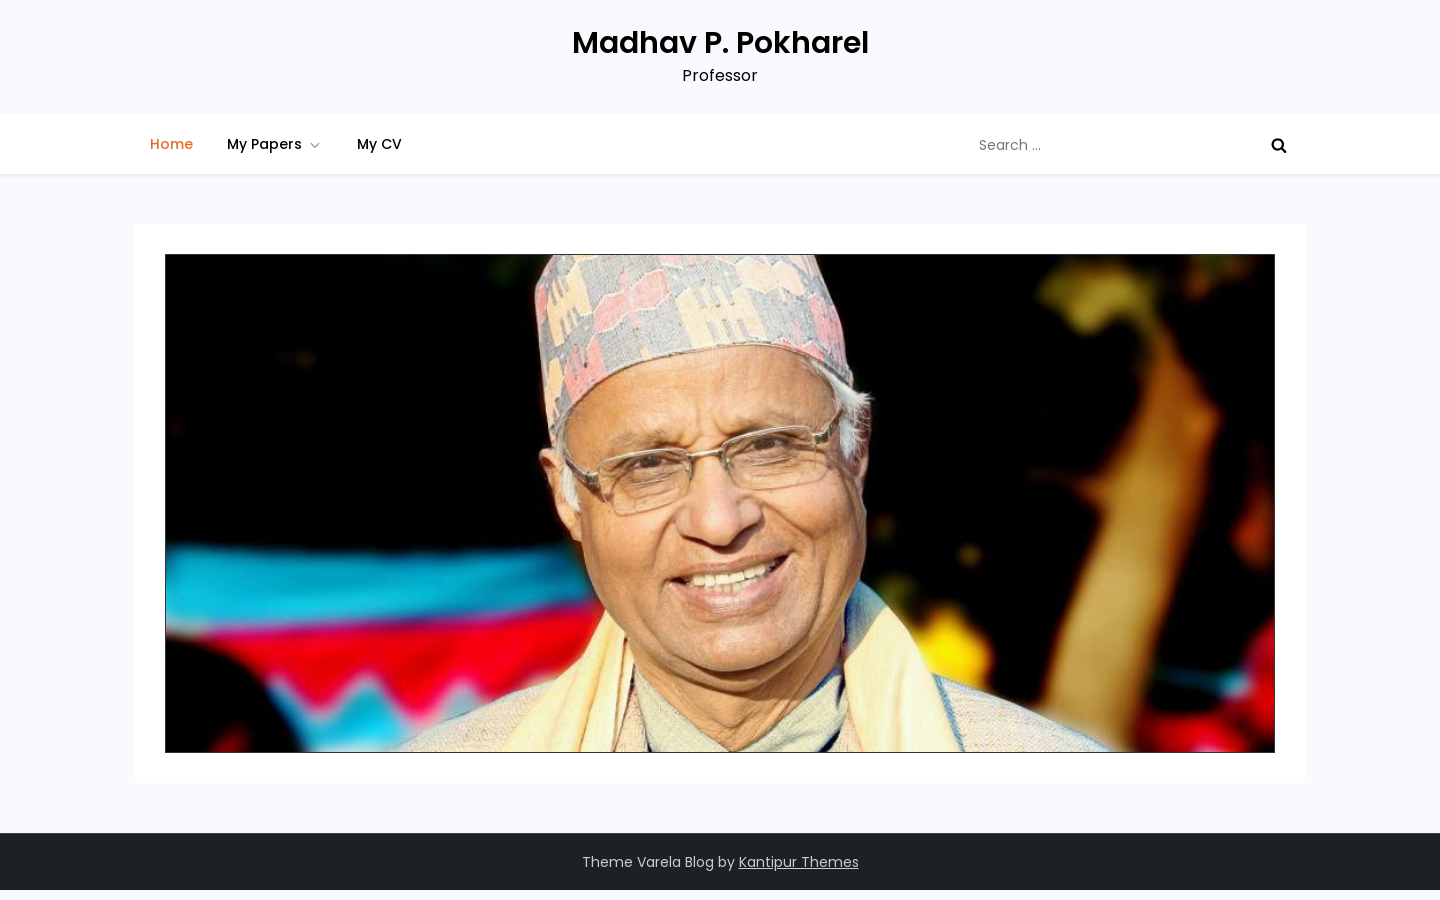 Madhav P. Pokharel
Professor
Home My Papers My CV Search ...
Theme Varela Blog by Kantipur Themes